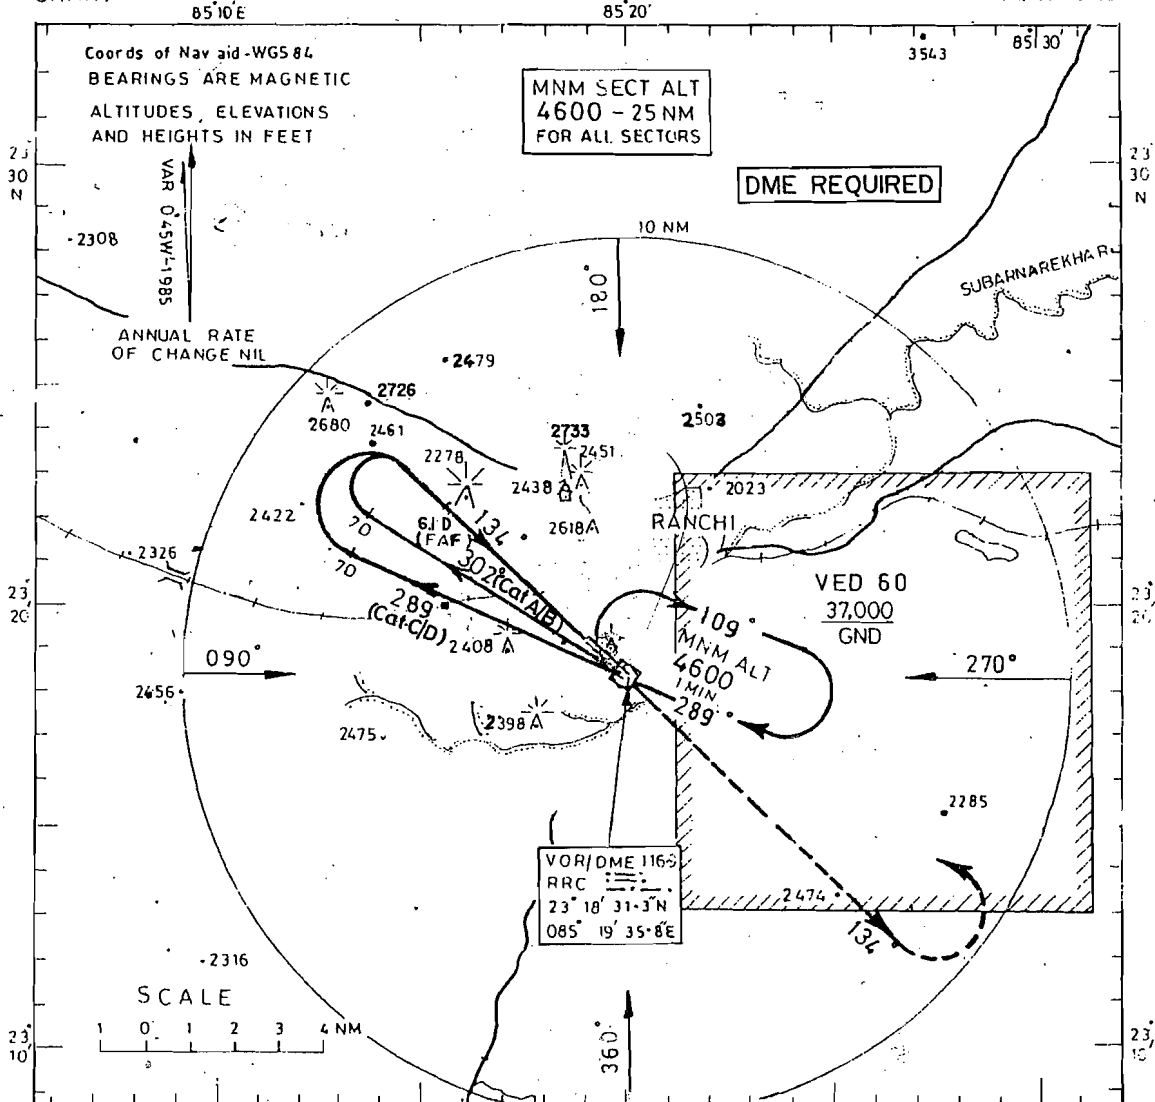 85°10'E
85°20'
85°30'
3543
Coords of Nav aid-WGS 84
BEARINGS ARE MAGNETIC
ALTITUDES, ELEVATIONS
AND HEIGHTS IN FEET
MNM SECT ALT
4600 - 25 NM
FOR ALL SECTORS
DME REQUIRED
23°
30'
N
23°
30'
N
VAR 0°45'W-1985
2308
10 NM
180°
SUBARNAREKHA R.
ANNUAL RATE
OF CHANGE NIL
2479
2726
2680
2461
2503
2733
2451
2278
2438
2618
2023
RANCHI
2422
70
6.1 D
(FAF)
134°
70
302°(Cat A/B)
2326
289°
(Cat-C/D)
2408
VED 60
37,000
GND
23°
20'
23°
20'
109°
MNM ALT
4600
1 MIN
289°
090°
270°
2456
2475
2398
2285
VOR/DME 116·9
RRC
23° 18' 31·3"N
085° 19' 35·8"E
2474
134°
2316
SCALE
1 0 1 2 3 4 NM
360°
23°
10'
23°
10'